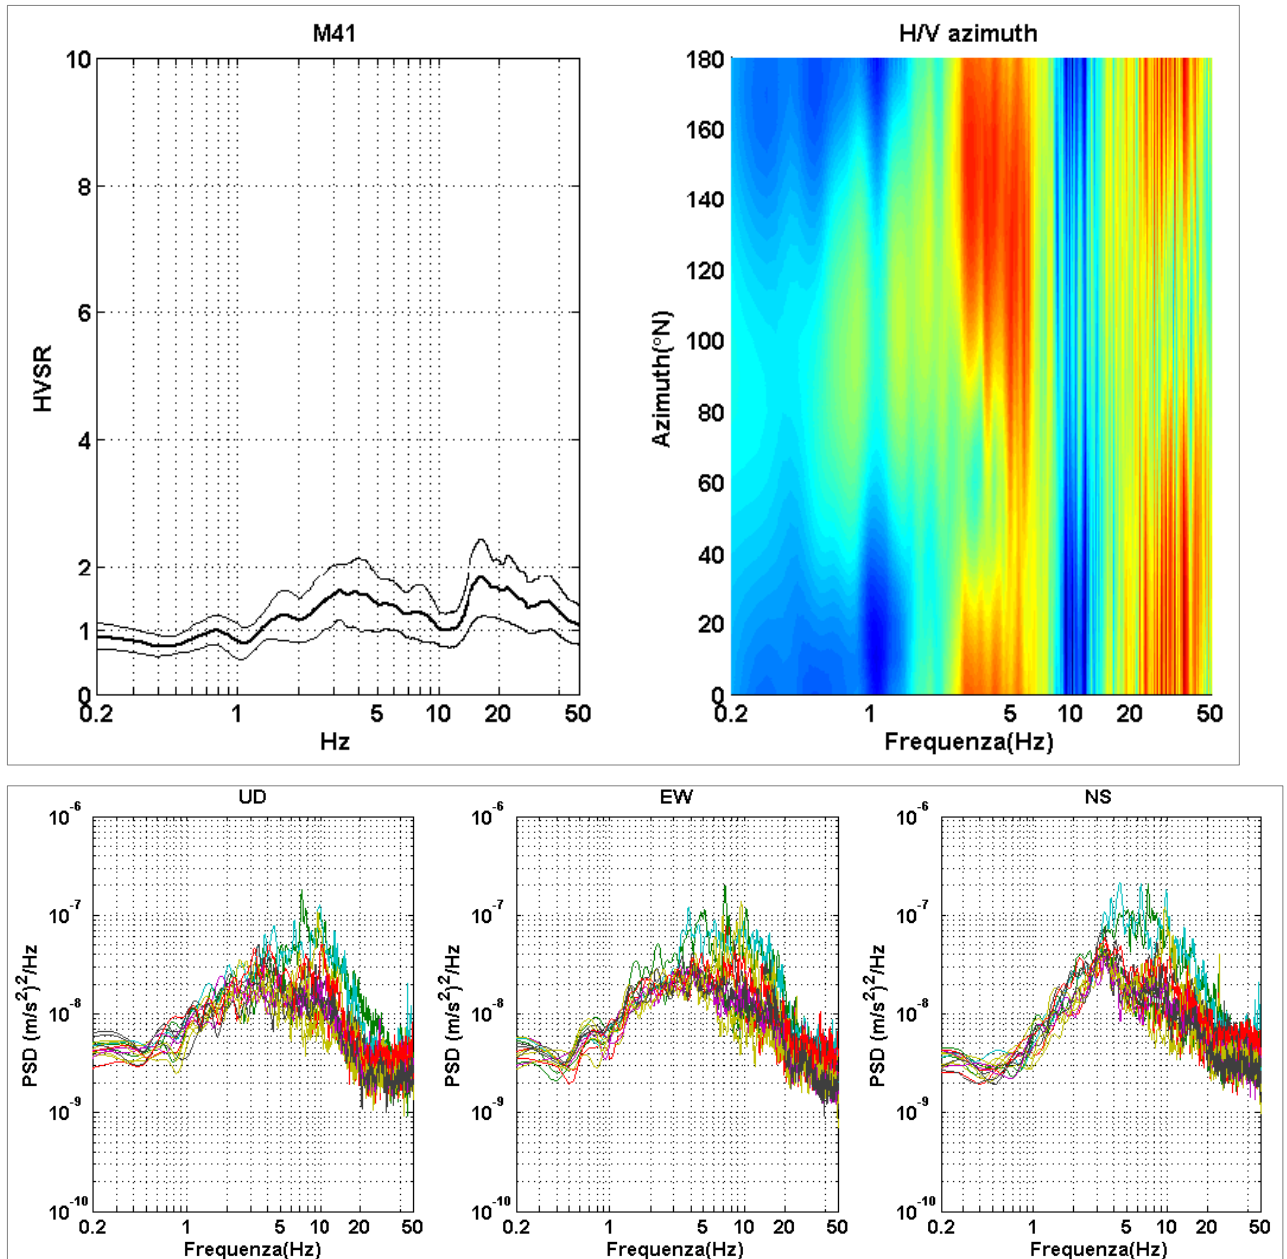 M41
10
8
6
4
2
1
0
HVSR
0.2 1 5 10 20 50
Hz
H/V azimuth
180
160
140
120
100
80
60
40
20
0
Azimuth(°N)
0.2 1 5 10 20 50
Frequenza(Hz)
UD
10^-6
10^-7
10^-8
10^-9
10^-10
PSD (m/s^2)^2/Hz
0.2 1 5 10 20 50
Frequenza(Hz)
EW
10^-6
10^-7
10^-8
10^-9
10^-10
PSD (m/s^2)^2/Hz
0.2 1 5 10 20 50
Frequenza(Hz)
NS
10^-6
10^-7
10^-8
10^-9
10^-10
PSD (m/s^2)^2/Hz
0.2 1 5 10 20 50
Frequenza(Hz)